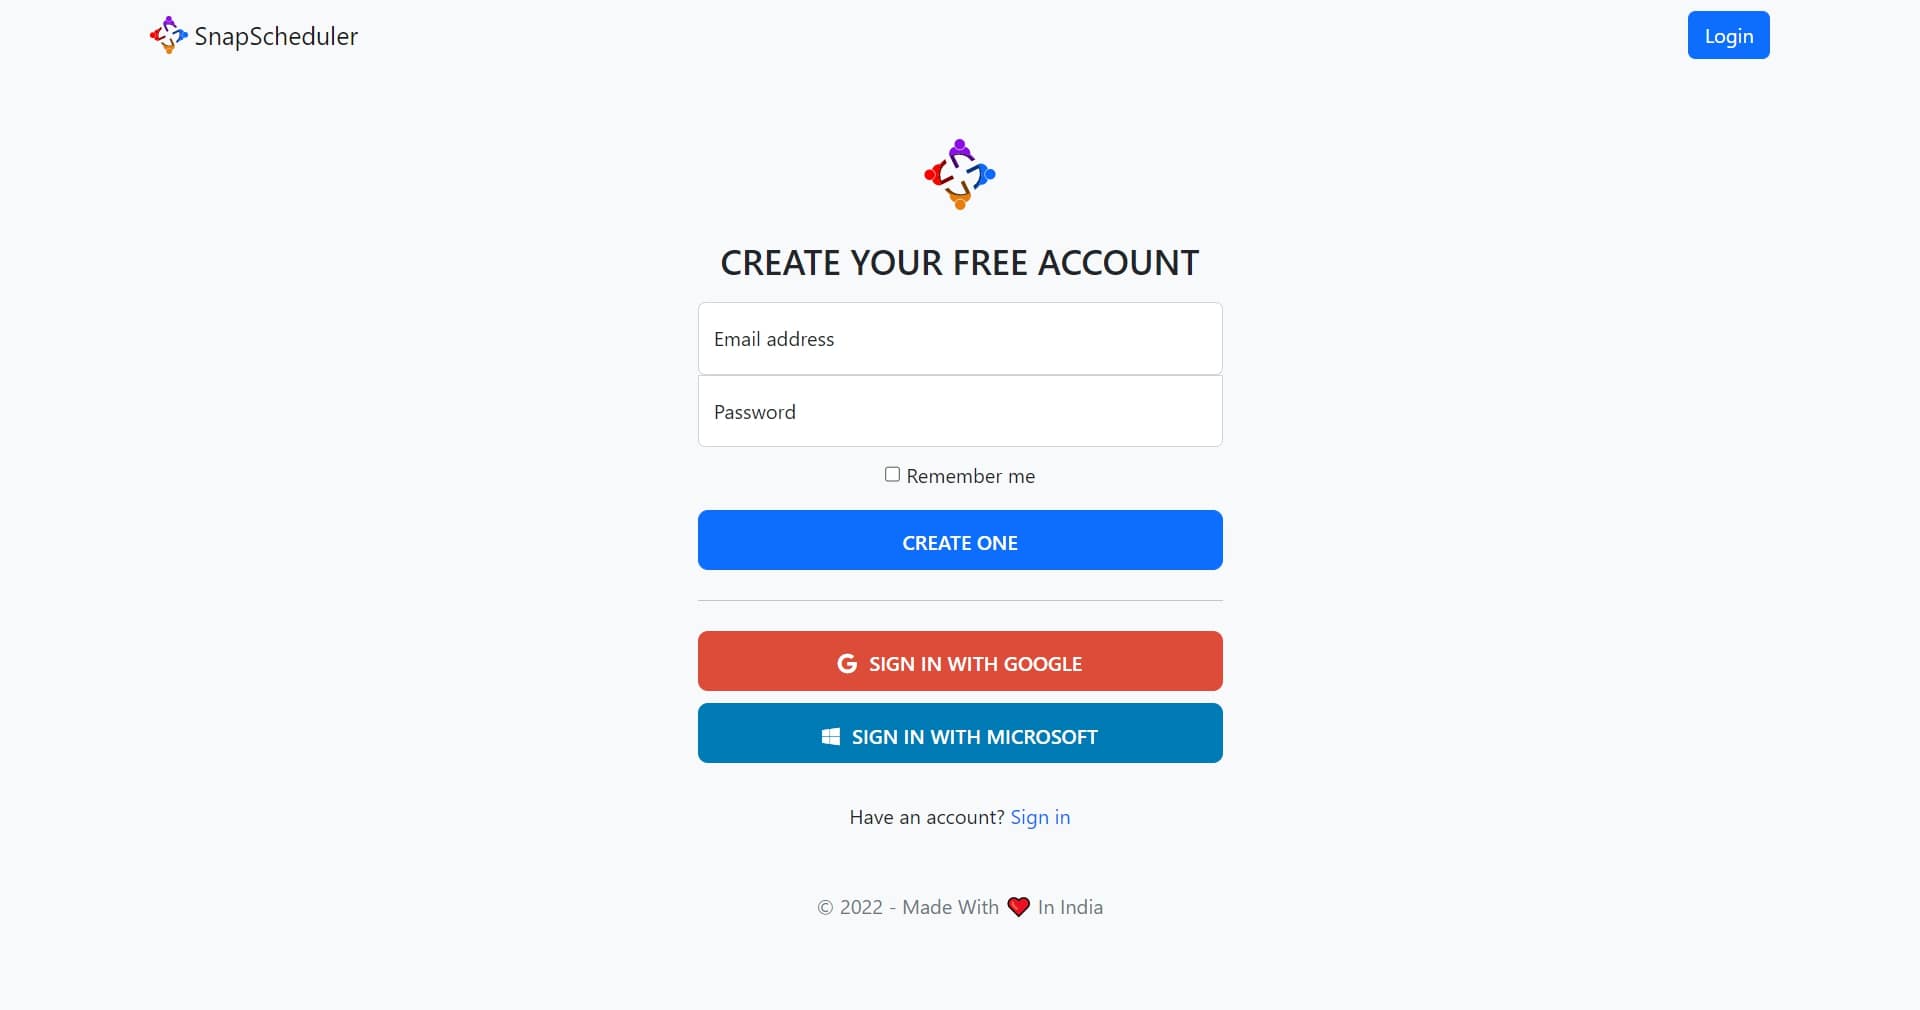 SnapScheduler
Login
CREATE YOUR FREE ACCOUNT
Email address
Password
Remember me
CREATE ONE
SIGN IN WITH GOOGLE
SIGN IN WITH MICROSOFT
Have an account? Sign in
© 2022 - Made With ❤️ In India